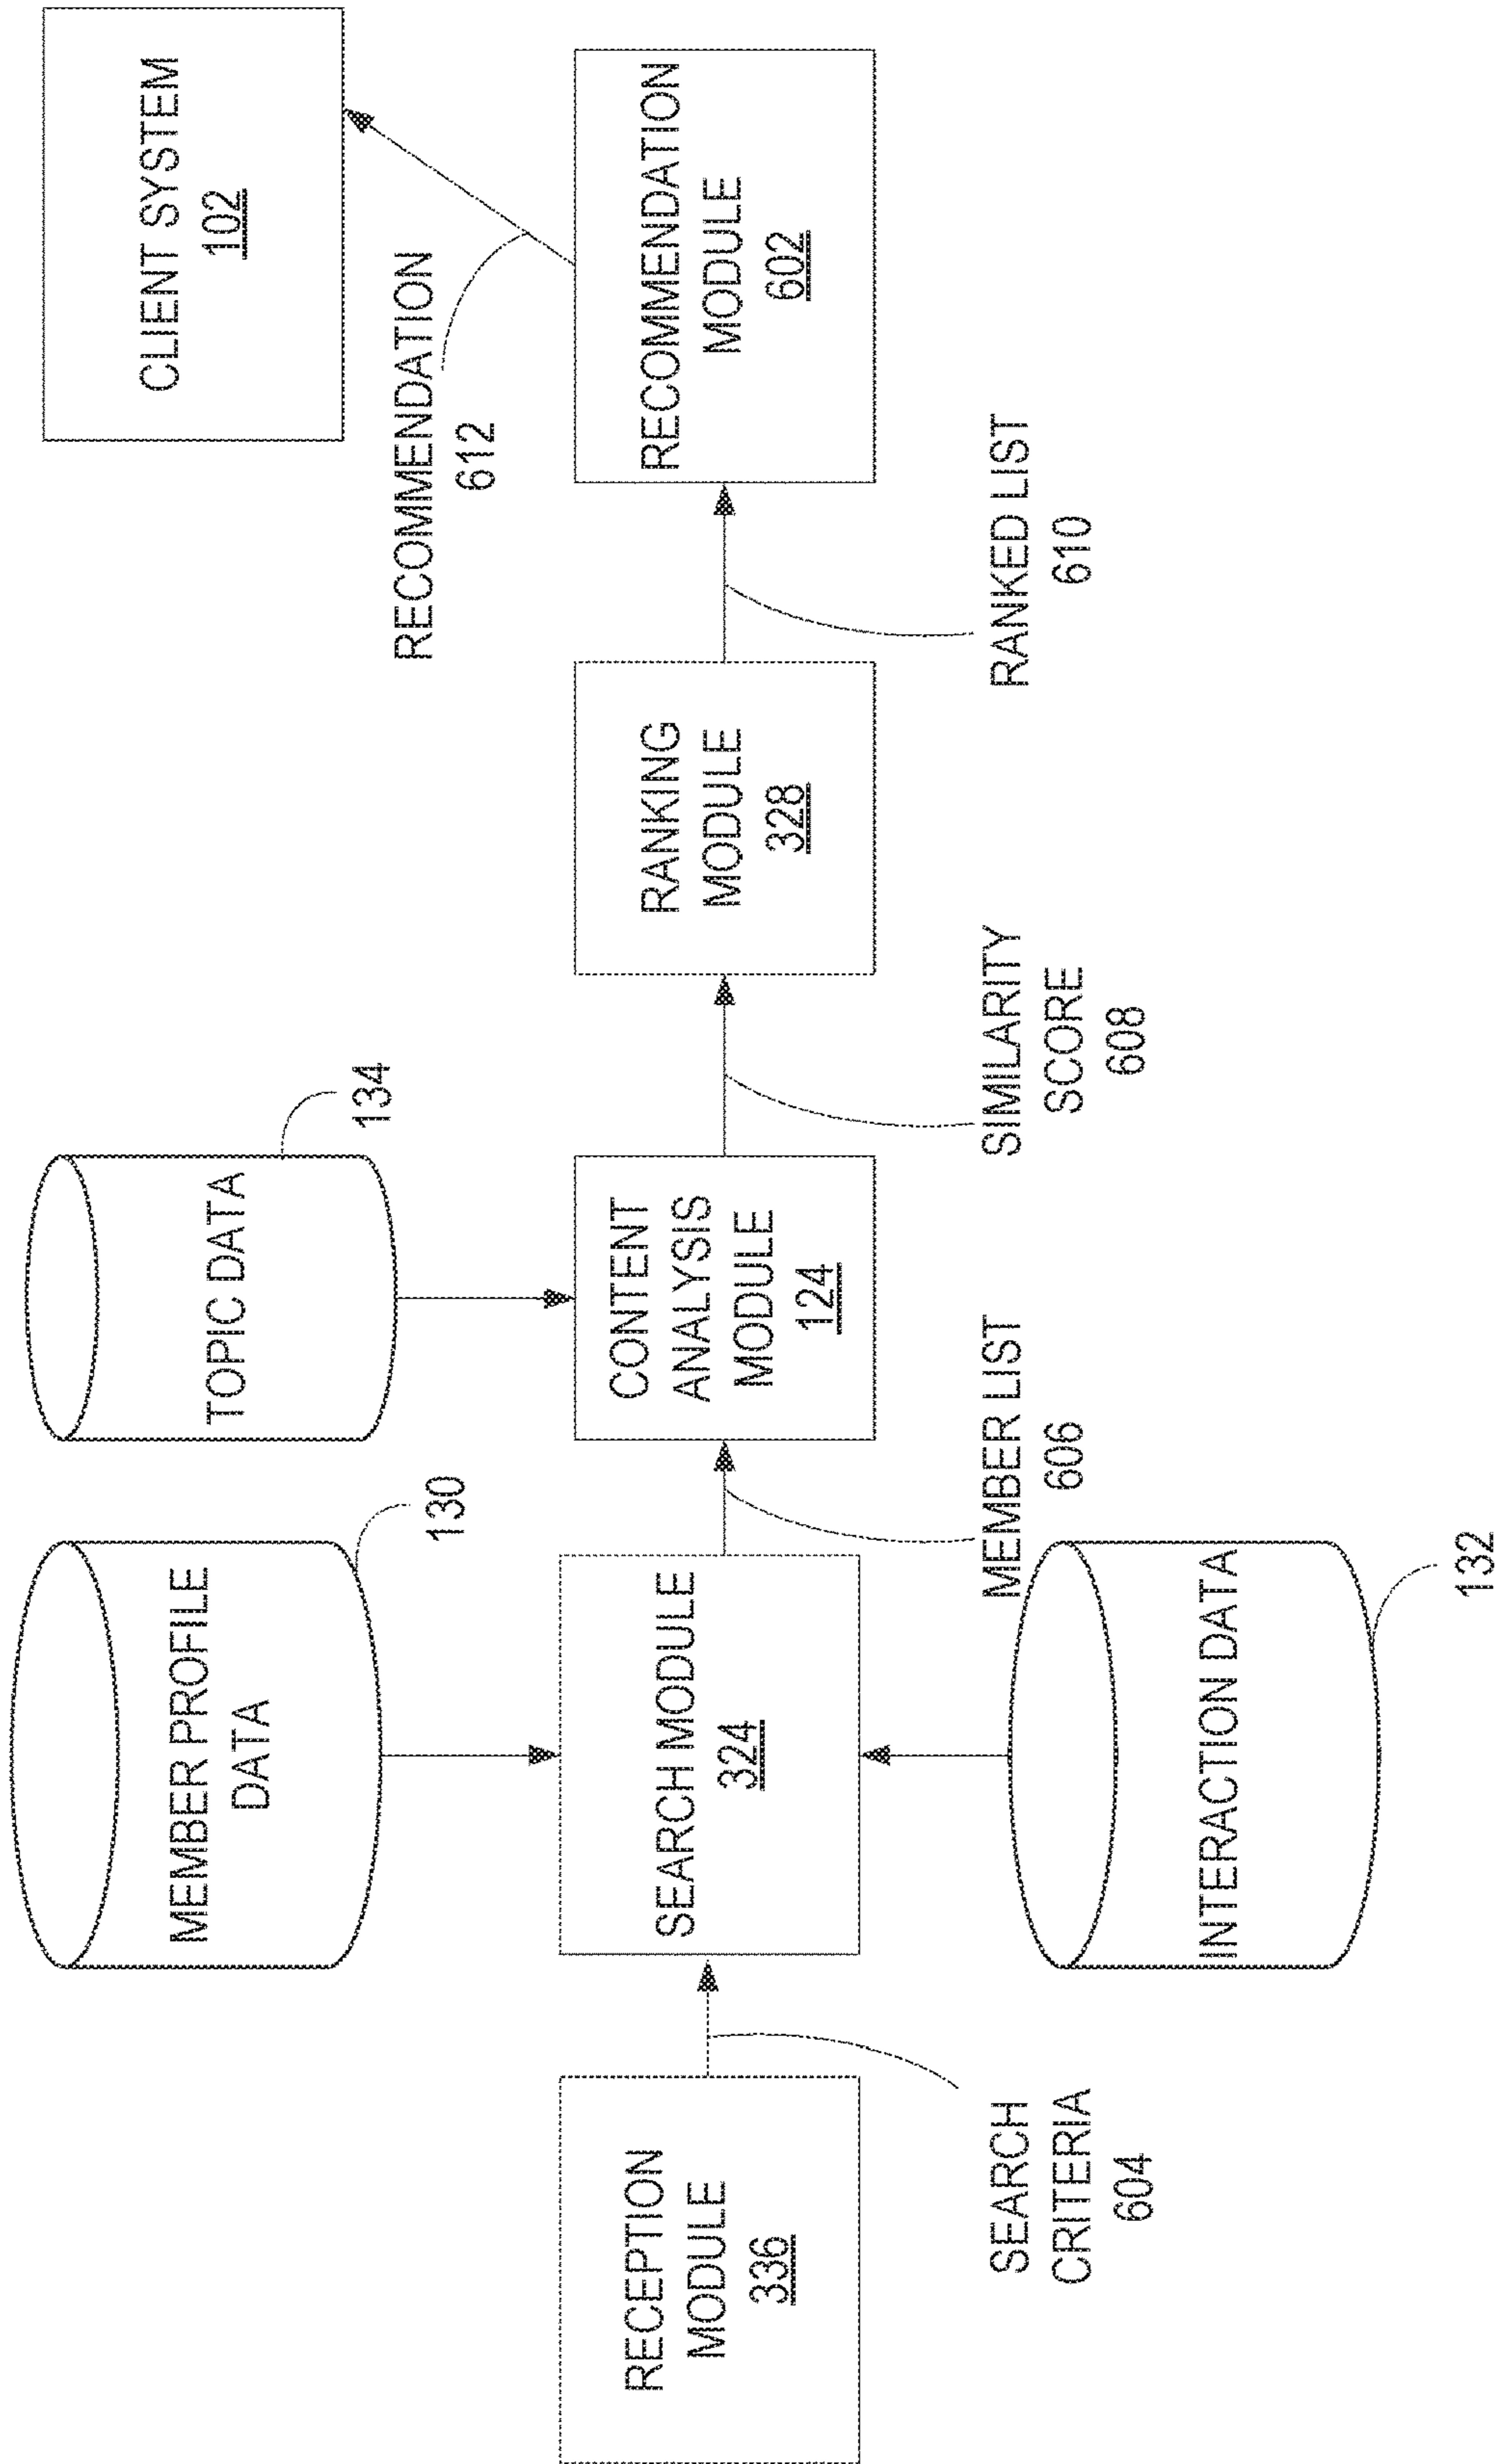 MEMBER PROFILE
DATA
130
TOPIC DATA
134
CLIENT SYSTEM
102
RECOMMENDATION
612
RECEPTION
MODULE
336
SEARCH MODULE
324
CONTENT
ANALYSIS
MODULE
124
RANKING
MODULE
328
RECOMMENDATION
MODULE
602
SEARCH
CRITERIA
604
MEMBER LIST
606
SIMILARITY
SCORE
608
RANKED LIST
610
INTERACTION DATA
132